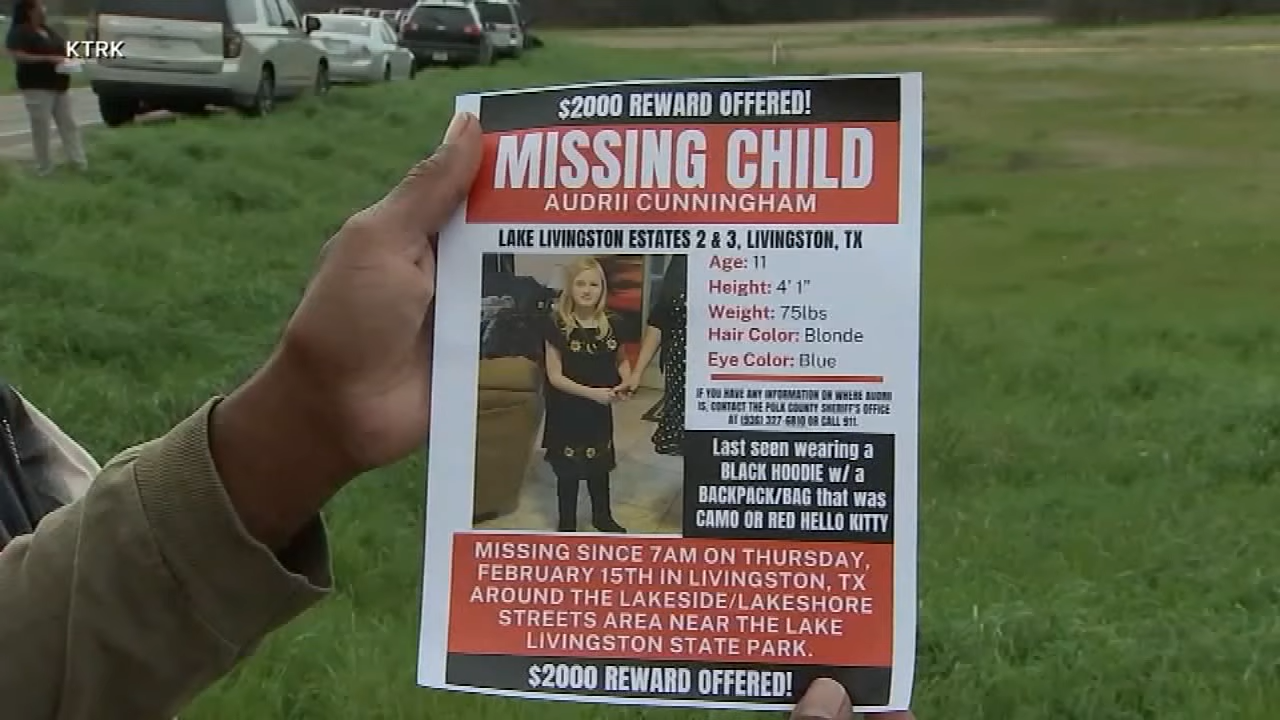 KTRK
$2000 REWARD OFFERED!
MISSING CHILD
AUDRII CUNNINGHAM
LAKE LIVINGSTON ESTATES 2 & 3, LIVINGSTON, TX
Age: 11
Height: 4' 1"
Weight: 75lbs
Hair Color: Blonde
Eye Color: Blue
IF YOU HAVE ANY INFORMATION ON WHERE AUDRII
IS, CONTACT THE POLK COUNTY SHERIFF'S OFFICE
AT (936) 327-6810 OR CALL 911.
Last seen wearing a
BLACK HOODIE w/ a
BACKPACK/BAG that was
CAMO OR RED HELLO KITTY
MISSING SINCE 7AM ON THURSDAY,
FEBRUARY 15TH IN LIVINGSTON, TX
AROUND THE LAKESIDE/LAKESHORE
STREETS AREA NEAR THE LAKE
LIVINGSTON STATE PARK.
$2000 REWARD OFFERED!